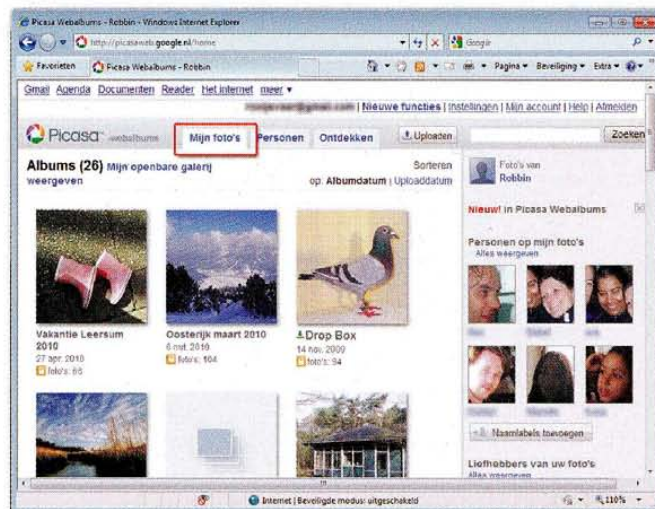 Picasa Webalbums - Robbin - Windows Internet Explorer
http://picasaweb.google.nl/home
Google
Favorieten Picasa Webalbums - Robbin
Pagina Beveiliging Extra
Gmail Agenda Documenten Reader Het internet meer
| Nieuwe functies | Instellingen | Mijn account | Help | Afmelden
Picasa™ webalbums Mijn foto's Personen Ontdekken Uploaden Zoeken
Albums (26) Mijn openbare galerij
weergeven
Sorteren
op: Albumdatum | Uploaddatum
Foto's van
Robbin
Nieuw! in Picasa Webalbums
Personen op mijn foto's
Alles weergeven
Vakantie Leersum
2010
27 apr. 2010
foto's: 66
Oosterijk maart 2010
foto's: 104
Drop Box
14 nov. 2009
foto's: 94
Naamlabels toevoegen
Liefhebbers van uw foto's
Alles weergeven
Internet | Beveiligde modus: uitgeschakeld
110%